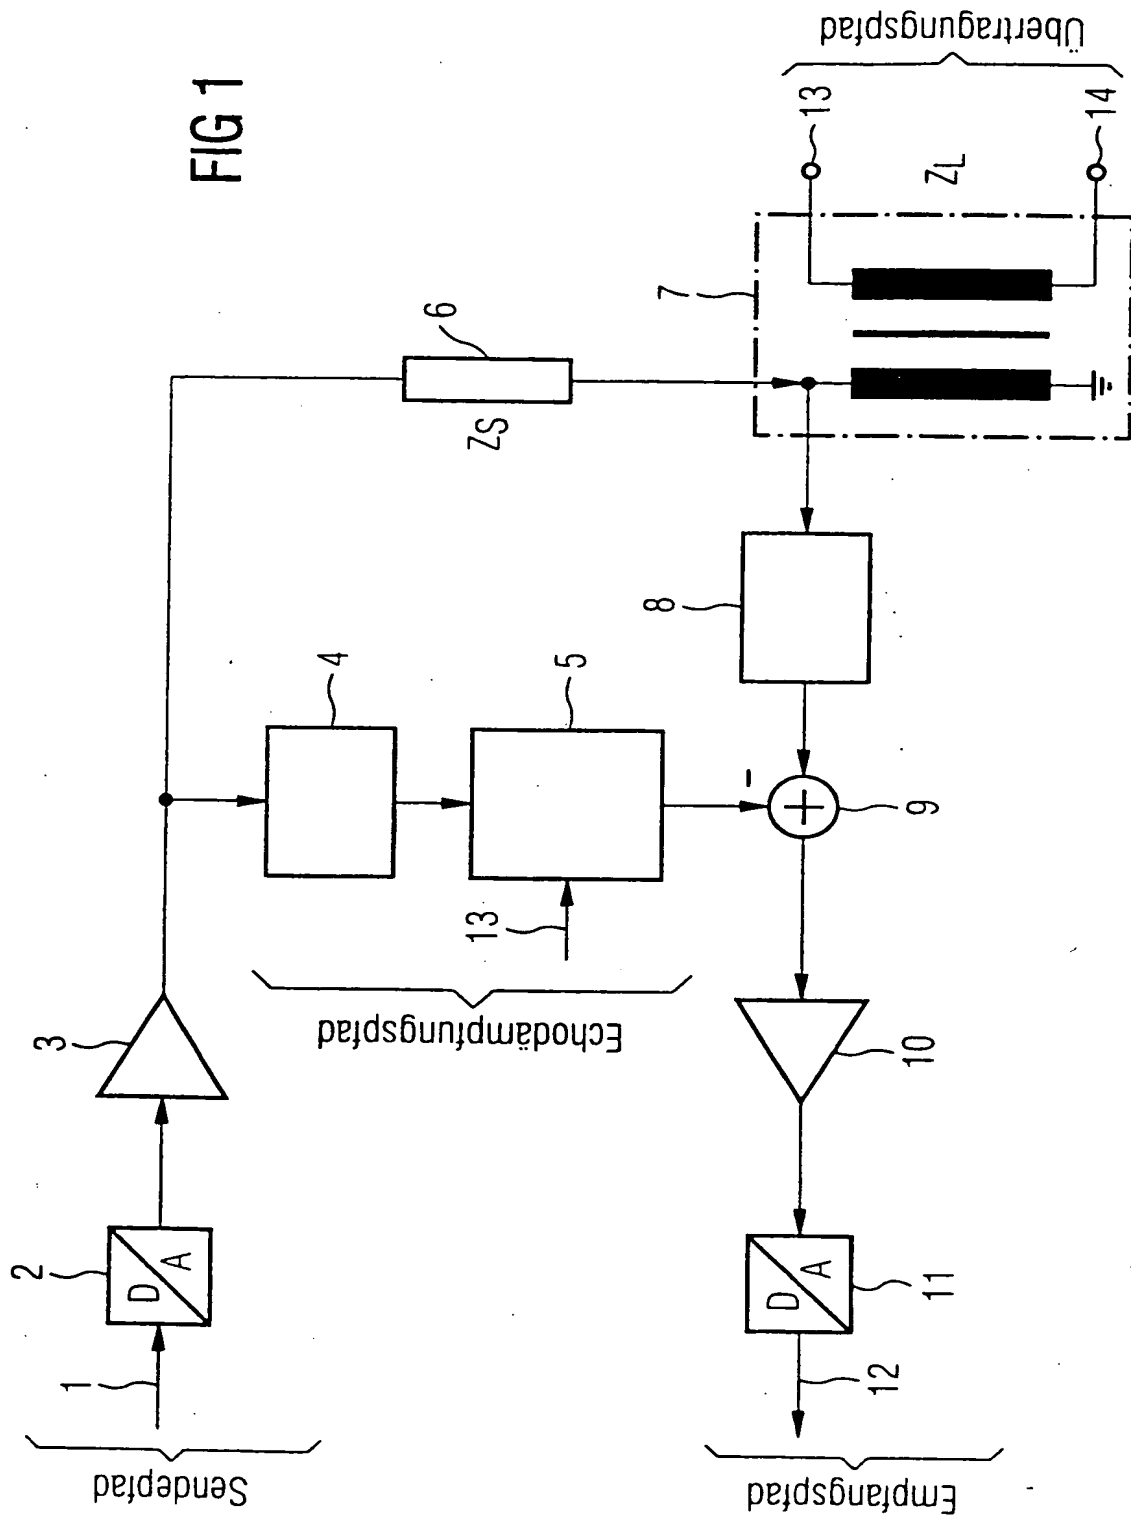 FIG 1
Sendepfad
1
2
D
A
3
4
5
13
Echodämpfungspfad
6
ZS
7
8
9
-
+
10
11
D
A
12
Empfangspfad
13
14
ZL
Übertragungspfad